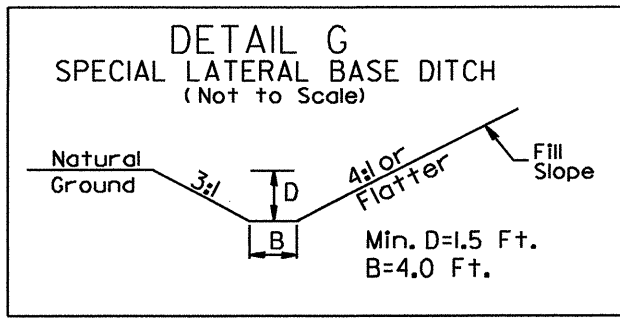 DETAIL G
SPECIAL LATERAL BASE DITCH
(Not to Scale)
Natural
Ground
3:1
D
B
4:1 or
Flatter
Fill
Slope
Min. D=1.5 Ft.
B=4.0 Ft.